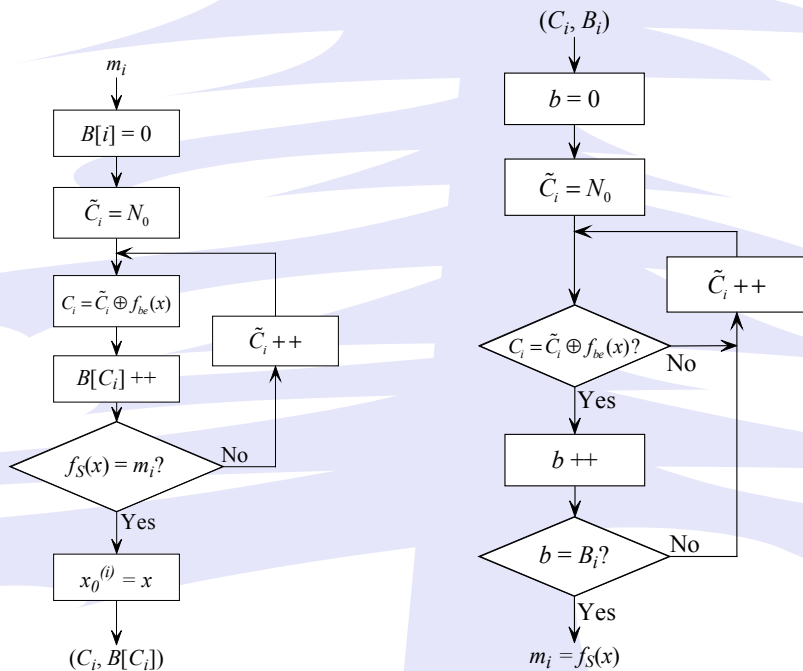 m_i
B[i] = 0
C̃_i = N_0
C_i = C̃_i ⊕ f_be(x)
B[C_i] ++
C̃_i ++
f_S(x) = m_i?
No
Yes
x_0^(i) = x
(C_i, B[C_i])
(C_i, B_i)
b = 0
C̃_i = N_0
C̃_i ++
C_i = C̃_i ⊕ f_be(x)?
No
Yes
b ++
b = B_i?
No
Yes
m_i = f_S(x)